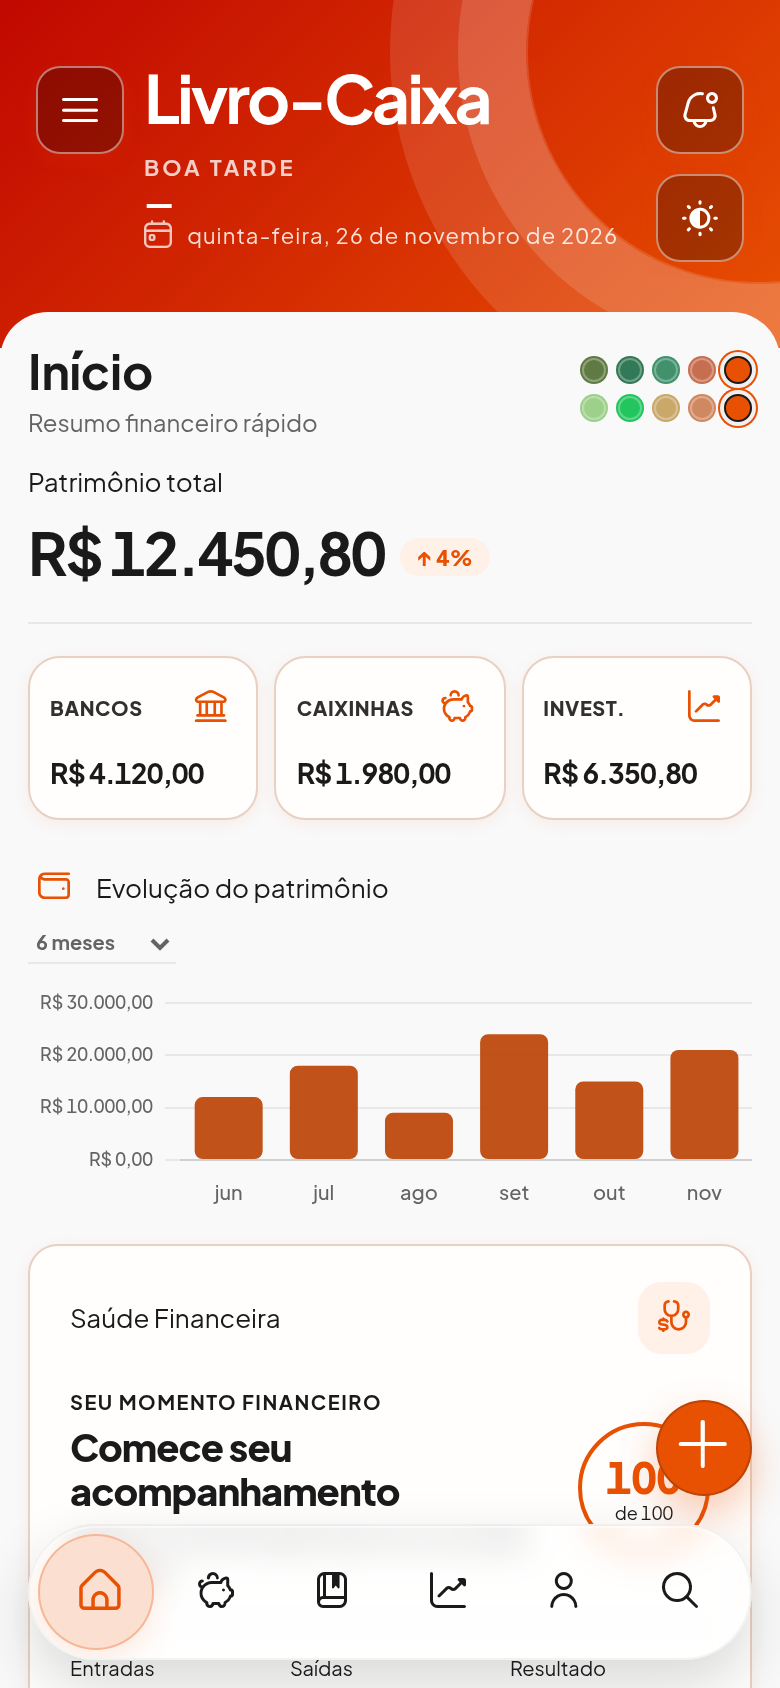 Livro-Caixa
BOA TARDE
quinta-feira, 26 de novembro de 2026
Início
Resumo financeiro rápido
Patrimônio total
R$ 12.450,80
4%
BANCOS
R$ 4.120,00
CAIXINHAS
R$ 1.980,00
INVEST.
R$ 6.350,80
Evolução do patrimônio
6 meses
R$ 30.000,00
R$ 20.000,00
R$ 10.000,00
R$ 0,00
jun jul ago set out nov
Saúde Financeira
SEU MOMENTO FINANCEIRO
Comece seu
acompanhamento
100
de 100
Entradas Saídas Resultado